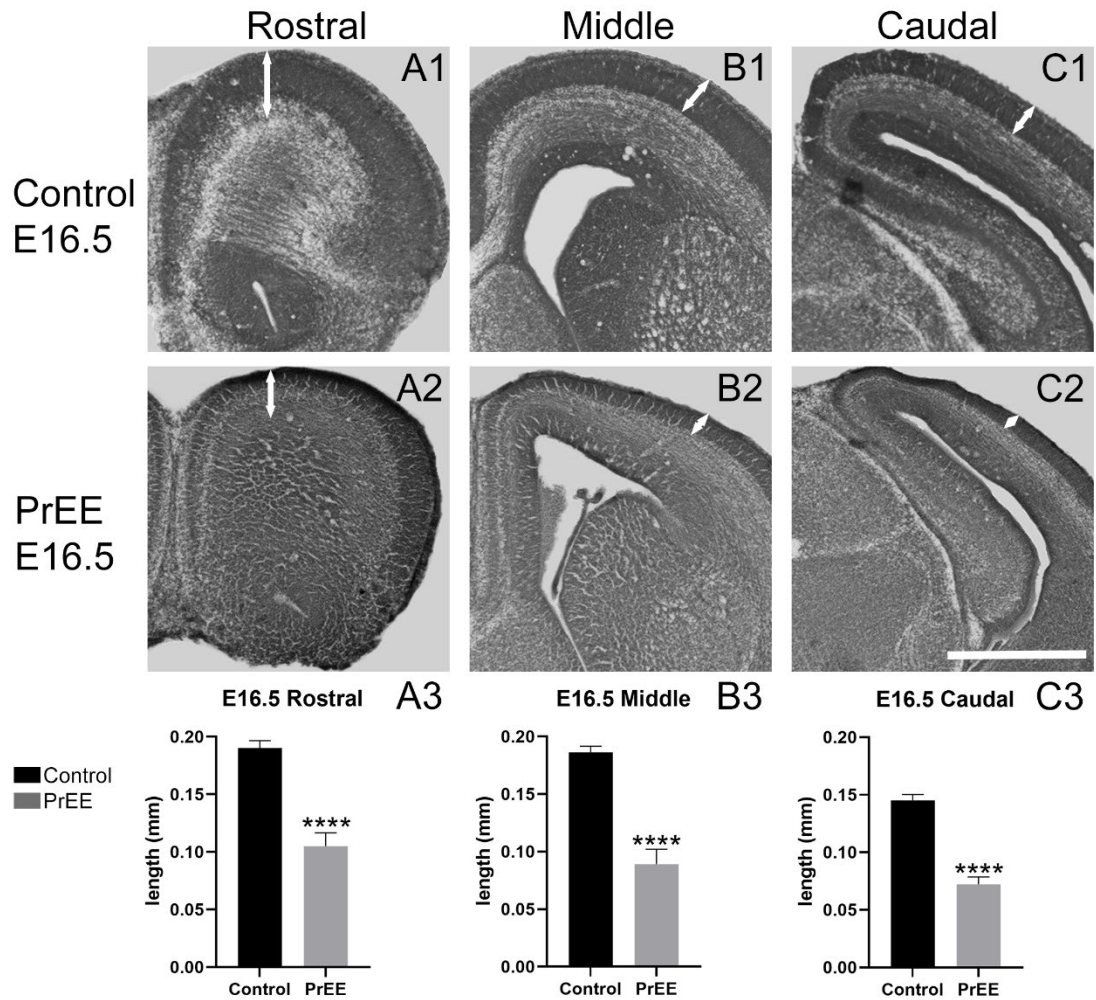 Rostral Middle Caudal
A1 B1 C1
Control
E16.5
A2 B2 C2
PrEE
E16.5
E16.5 Rostral A3
0.20
0.15
0.10
0.05
0.00
length (mm)
****
Control PrEE
E16.5 Middle B3
0.20
0.15
0.10
0.05
0.00
length (mm)
****
Control PrEE
E16.5 Caudal C3
0.20
0.15
0.10
0.05
0.00
length (mm)
****
Control PrEE
Control
PrEE